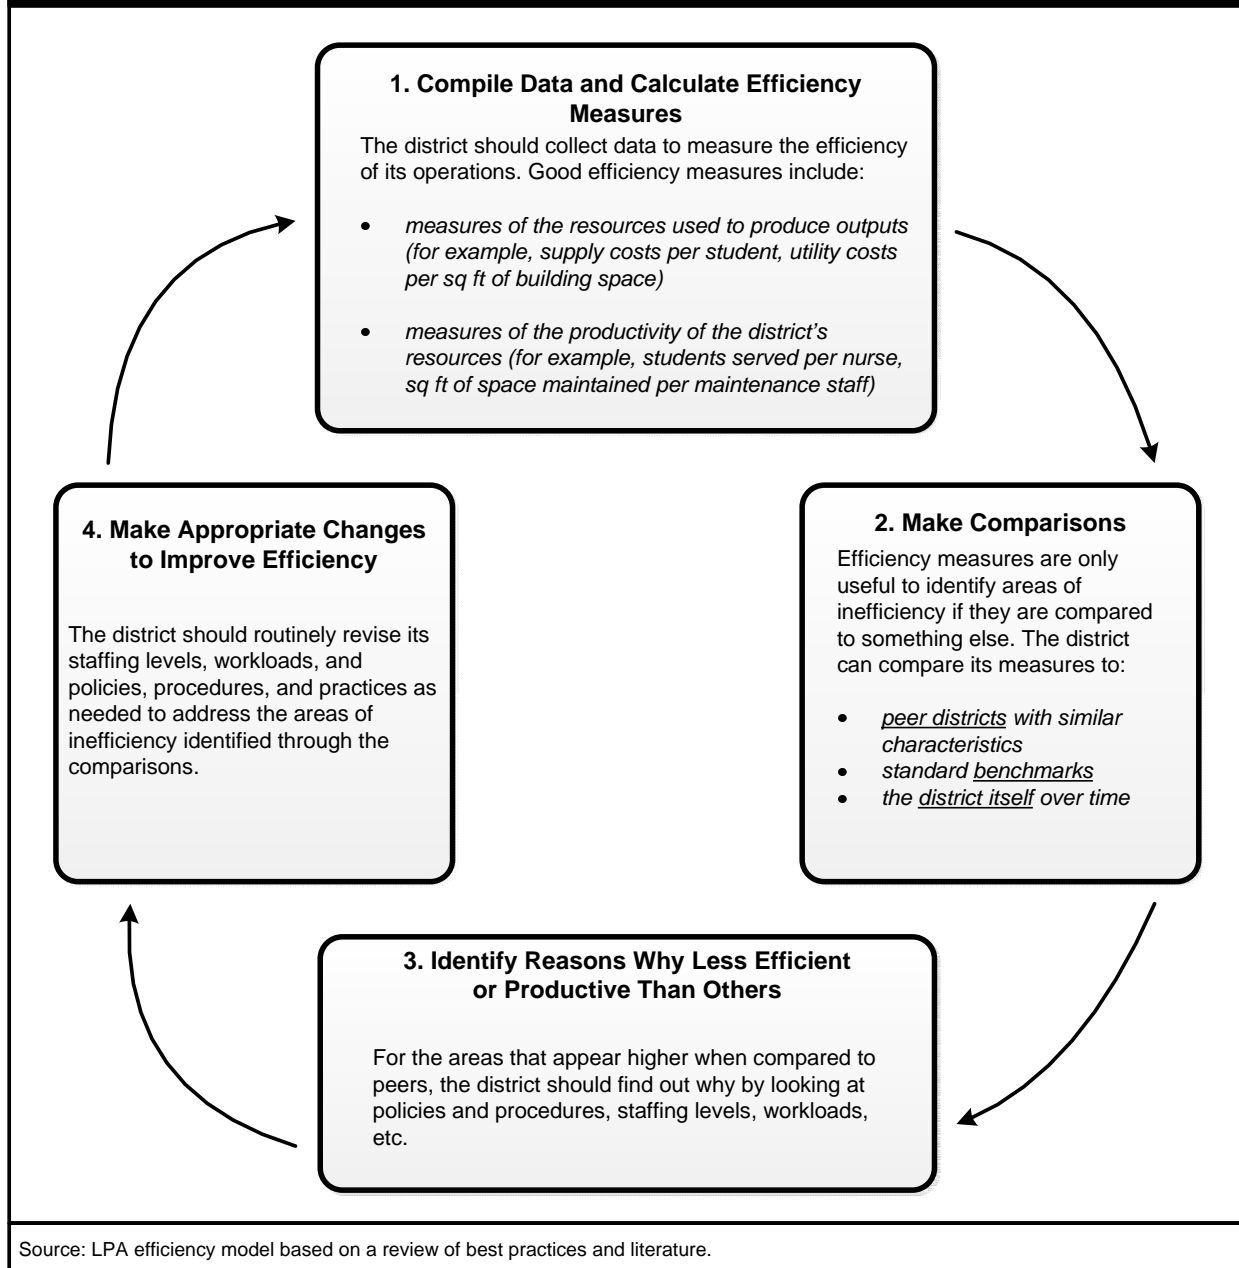 1. Compile Data and Calculate Efficiency
Measures
The district should collect data to measure the efficiency
of its operations. Good efficiency measures include:
• measures of the resources used to produce outputs
(for example, supply costs per student, utility costs
per sq ft of building space)
• measures of the productivity of the district’s
resources (for example, students served per nurse,
sq ft of space maintained per maintenance staff)
2. Make Comparisons
Efficiency measures are only
useful to identify areas of
inefficiency if they are compared
to something else. The district
can compare its measures to:
• peer districts with similar
characteristics
• standard benchmarks
• the district itself over time
3. Identify Reasons Why Less Efficient
or Productive Than Others
For the areas that appear higher when compared to
peers, the district should find out why by looking at
policies and procedures, staffing levels, workloads,
etc.
4. Make Appropriate Changes
to Improve Efficiency
The district should routinely revise its
staffing levels, workloads, and
policies, procedures, and practices as
needed to address the areas of
inefficiency identified through the
comparisons.
Source: LPA efficiency model based on a review of best practices and literature.